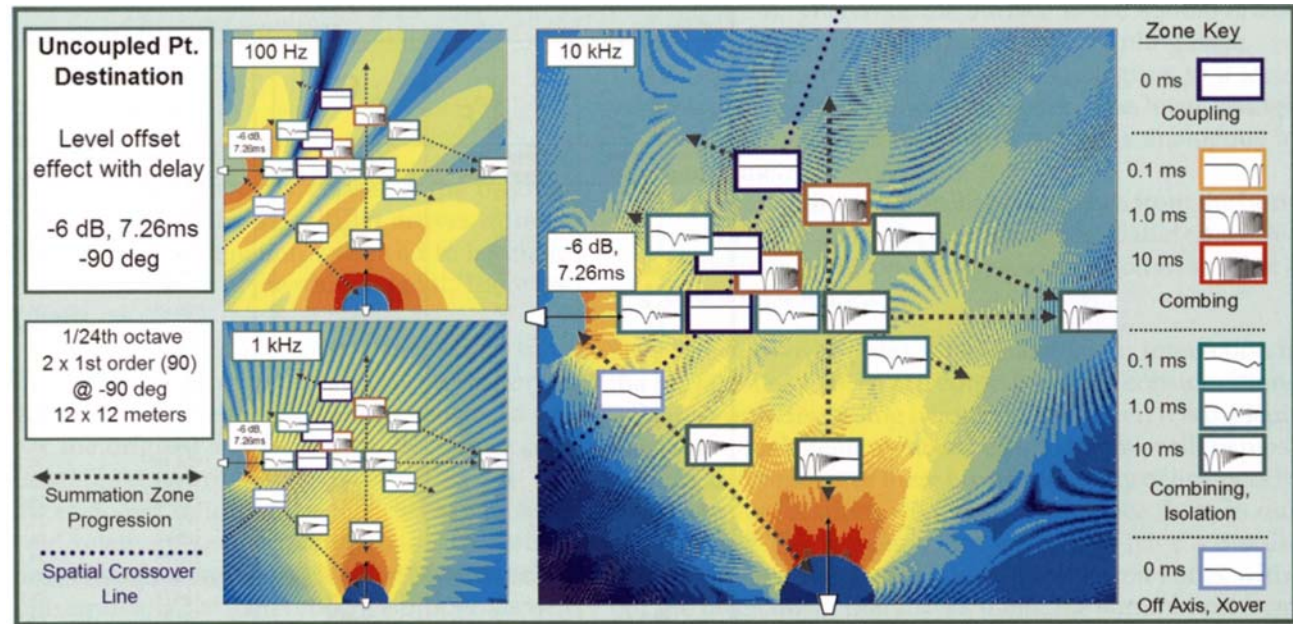 Uncoupled Pt.
Destination
Level offset
effect with delay
-6 dB, 7.26ms
-90 deg
1/24th octave
2 x 1st order (90)
@ -90 deg
12 x 12 meters
Summation Zone
Progression
Spatial Crossover
Line
100 Hz
-6 dB,
7.26ms
1 kHz
-6 dB,
7.26ms
10 kHz
-6 dB,
7.26ms
Zone Key
0 ms
Coupling
0.1 ms
1.0 ms
10 ms
Combing
0.1 ms
1.0 ms
10 ms
Combining,
Isolation
0 ms
Off Axis, Xover